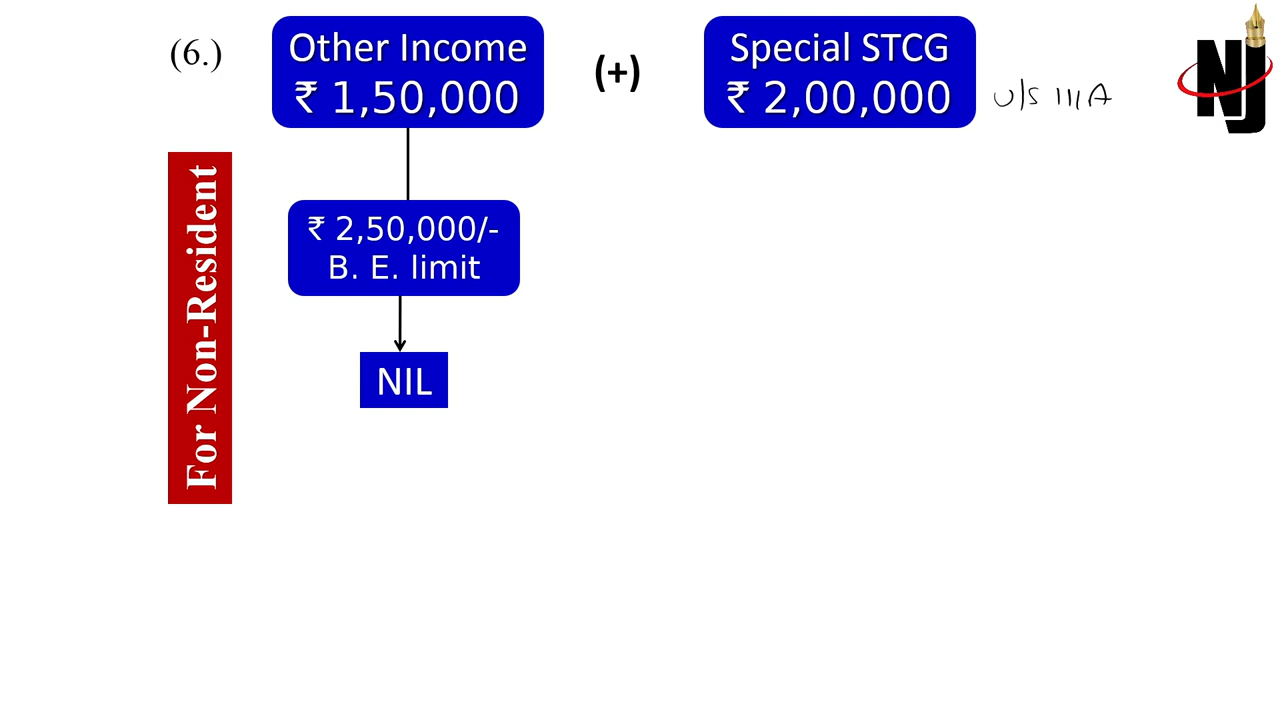 (6.)
Other Income
₹ 1,50,000
(+)
Special STCG
₹ 2,00,000
u/s 111A
NJ
For Non-Resident
₹ 2,50,000/-
B. E. limit
NIL